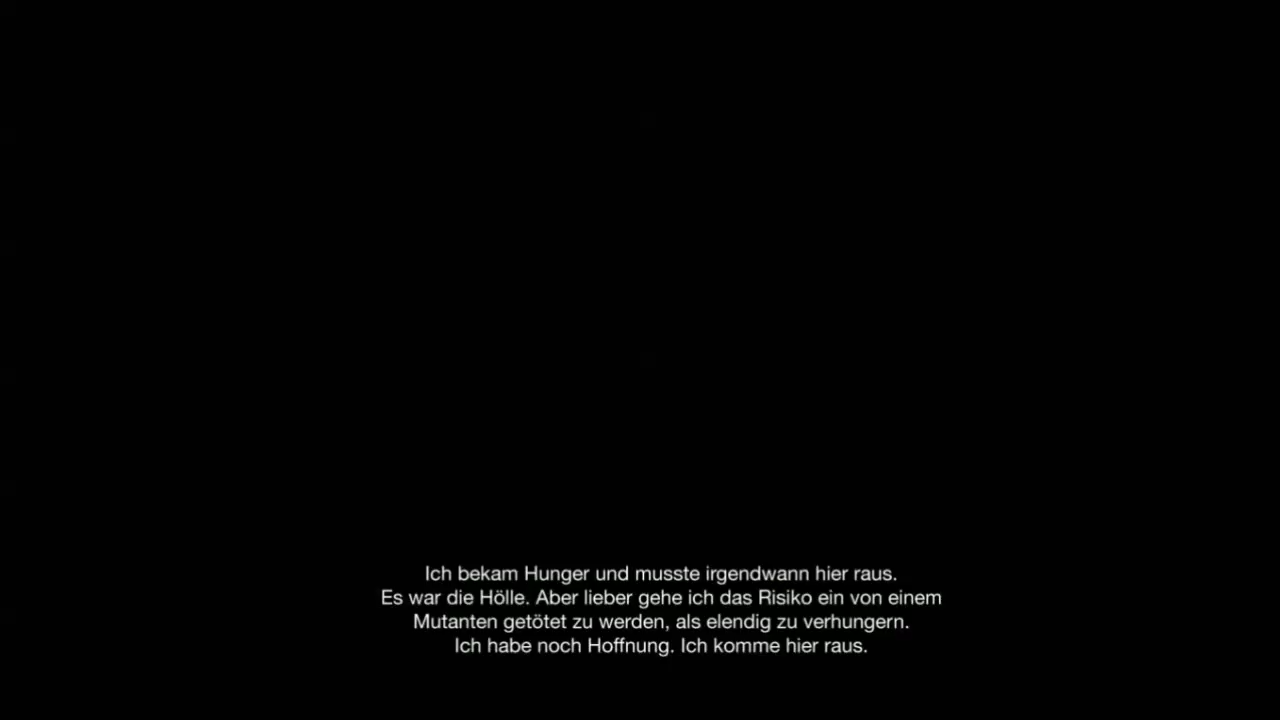 Ich bekam Hunger und musste irgendwann hier raus.
Es war die Hölle. Aber lieber gehe ich das Risiko ein von einem
Mutanten getötet zu werden, als elendig zu verhungern.
Ich habe noch Hoffnung. Ich komme hier raus.